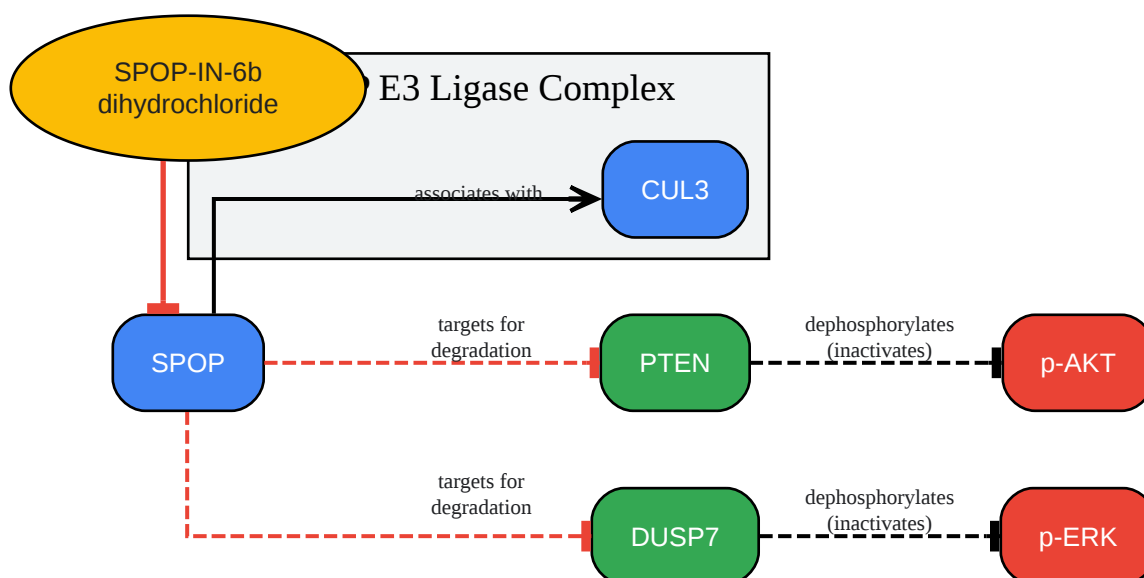 SPOP-IN-6b
dihydrochloride
E3 Ligase Complex
associates with
CUL3
SPOP
targets for
degradation
PTEN
dephosphorylates
(inactivates)
p-AKT
targets for
degradation
DUSP7
dephosphorylates
(inactivates)
p-ERK